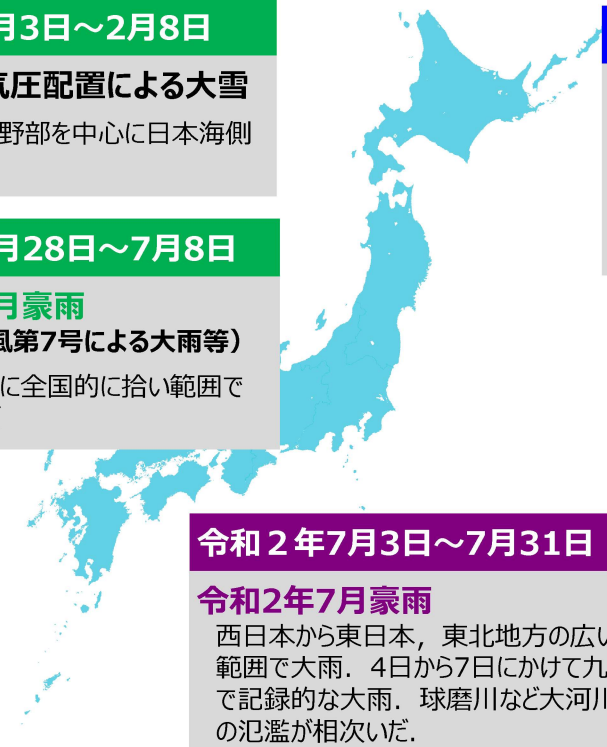 月3日～2月8日
気圧配置による大雪
野部を中心に日本海側
月28日～7月8日
月豪雨
風第7号による大雨等）
に全国的に拾い範囲で
令和２年7月3日～7月31日
令和2年7月豪雨
西日本から東日本，東北地方の広い
範囲で大雨．4日から7日にかけて九
で記録的な大雨．球磨川など大河川
の氾濫が相次いだ．